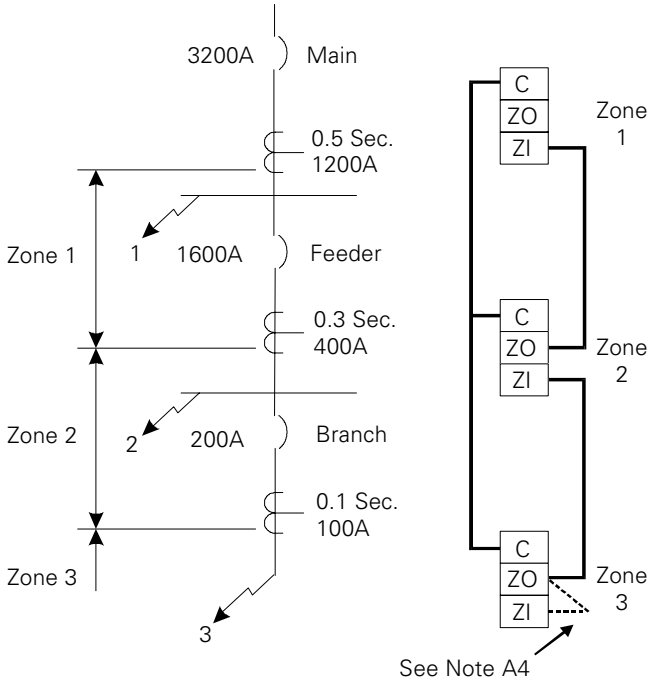 3200A Main
0.5 Sec.
1200A
Zone 1
1
1600A Feeder
0.3 Sec.
400A
Zone 2
2
200A Branch
0.1 Sec.
100A
Zone 3
3
C
ZO
ZI
Zone
1
C
ZO
ZI
Zone
2
C
ZO
ZI
Zone
3
See Note A4